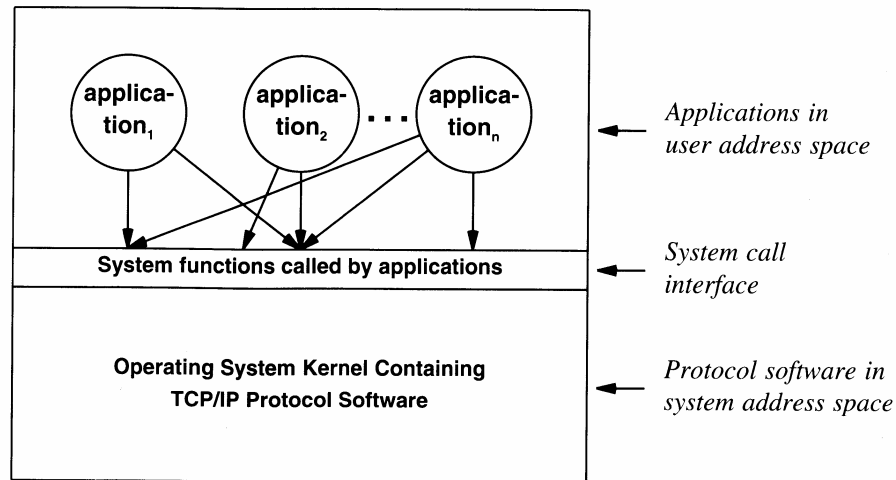 applica-
tion1
applica-
tion2
...
applica-
tionn
Applications in
user address space
System functions called by applications
System call
interface
Operating System Kernel Containing
TCP/IP Protocol Software
Protocol software in
system address space